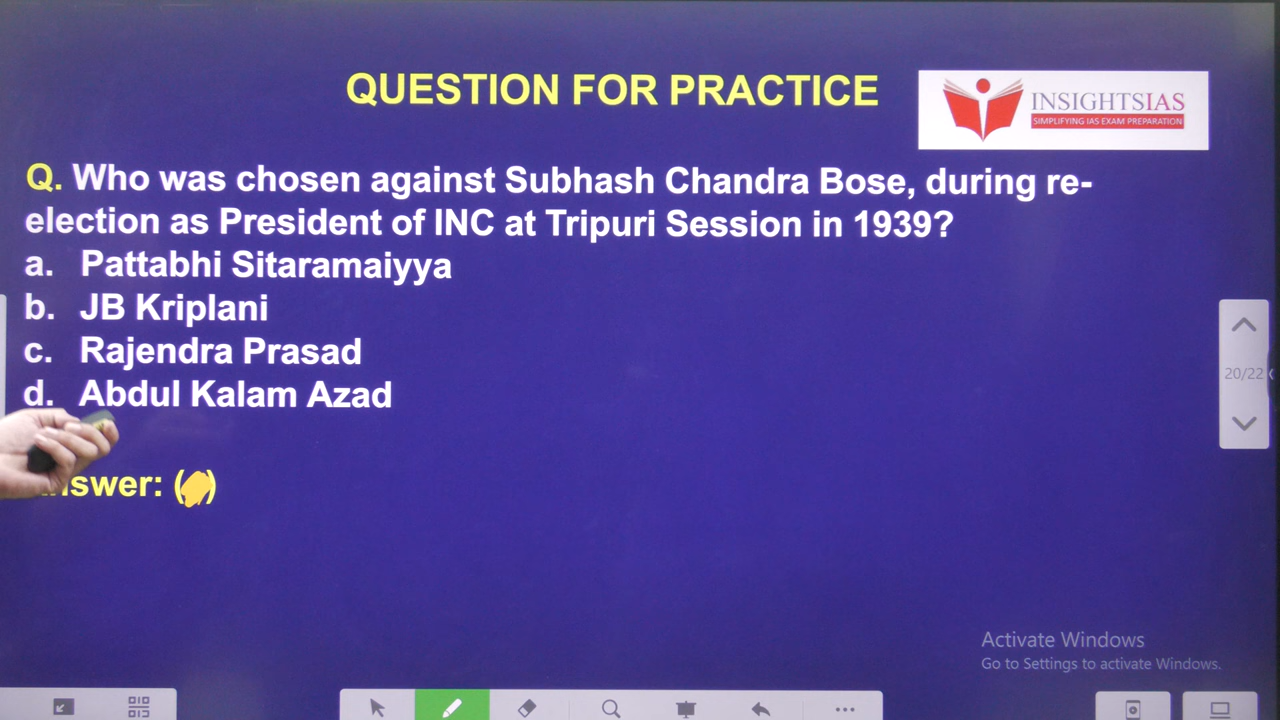 QUESTION FOR PRACTICE
INSIGHTSIAS
SIMPLIFYING IAS EXAM PREPARATION
Q. Who was chosen against Subhash Chandra Bose, during re-
election as President of INC at Tripuri Session in 1939?
a. Pattabhi Sitaramaiyya
b. JB Kriplani
c. Rajendra Prasad
d. Abdul Kalam Azad
20/22
swer: ( )
Activate Windows
Go to Settings to activate Windows.